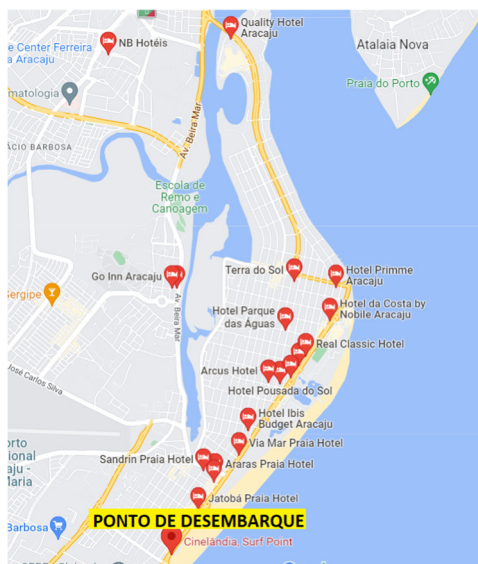 Quality Hotel
Aracaju
NB Hotéis
e Center Ferreira
a Aracaju
Atalaia Nova
Praia do Porto
matologia
Av. Beira Mar
ÁCIO BARBOSA
Escola de
Remo e
Canoagem
Go Inn Aracaju
Terra do Sol
Hotel Primme
Aracaju
Sergipe
Av. Beira Mar
Hotel da Costa by
Nobile Aracaju
Hotel Parque
das Águas
Real Classic Hotel
José Carlos Silva
Arcus Hotel
Hotel Pousada do Sol
Hotel Ibis
Budget Aracaju
Via Mar Praia Hotel
orto
ional
aju -
Maria
Sandrin Praia Hotel
Araras Praia Hotel
Jatobá Praia Hotel
PONTO DE DESEMBARQUE
Barbosa
Cinelândia, Surf Point